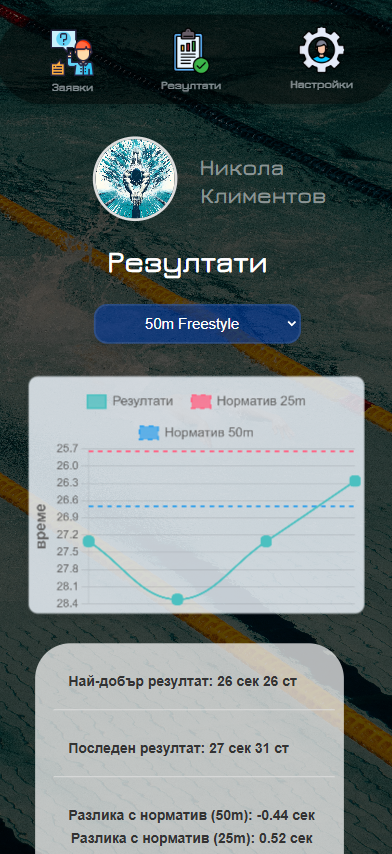 Заявки
Резултати
Настройки
Никола
Климентов
Резултати
50m Freestyle
Резултати
Норматив 25m
Норматив 50m
време
25.7
26.0
26.3
26.6
26.9
27.2
27.5
27.8
28.1
28.4
Най-добър резултат: 26 сек 26 ст
Последен резултат: 27 сек 31 ст
Разлика с норматив (50m): -0.44 сек
Разлика с норматив (25m): 0.52 сек